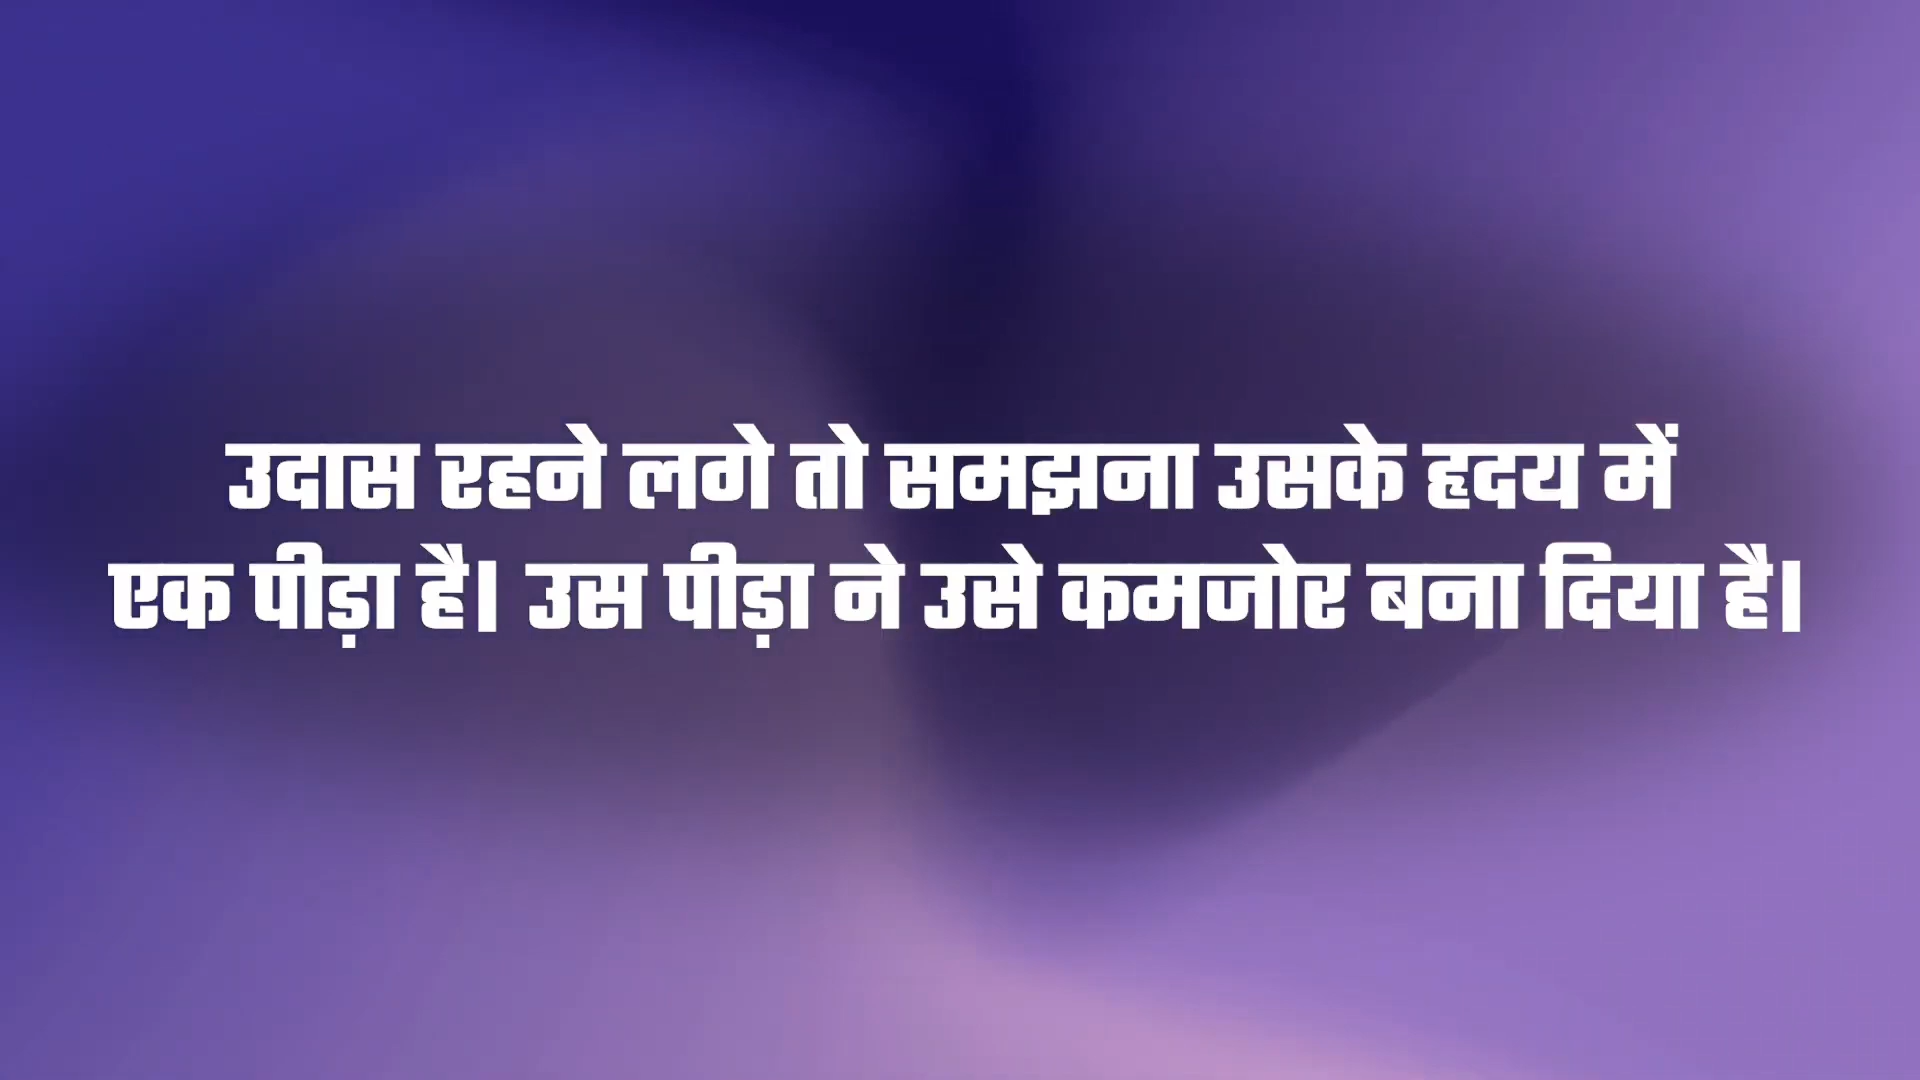 उदास रहने लगे तो समझना उसके हृदय में
एक पीड़ा है। उस पीड़ा ने उसे कमजोर बना दिया है।